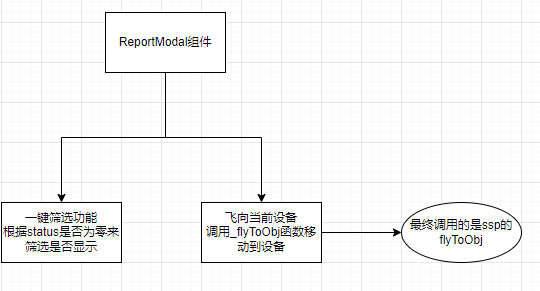 ReportModal组件
一键筛选功能
根据status是否为零来
筛选是否显示
飞向当前设备
调用_flyToObj函数移
动到设备
最终调用的是ssp的
flyToObj